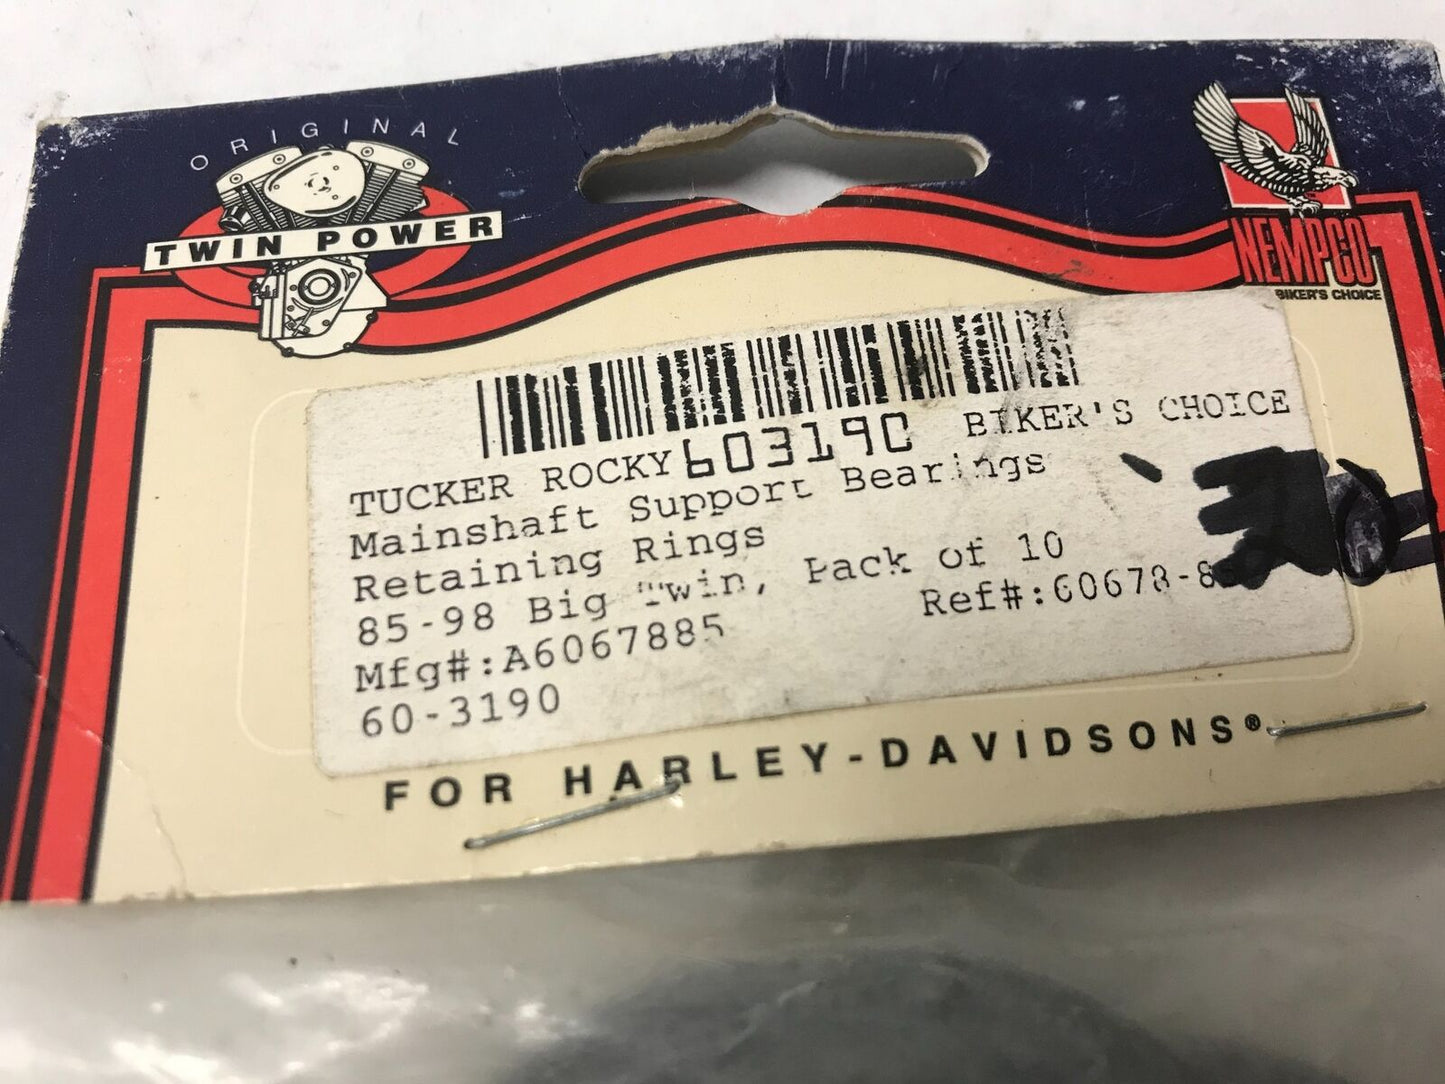 ORIGINAL
TWIN POWER
NEMPCO
BIKER'S CHOICE
TUCKER ROCKY 603190 BIKER'S CHOICE
Mainshaft Support Bearings
Retaining Rings
85-98 Big Twin, Pack of 10
Mfg#:A6067885 Ref#:60678-8
60-3190
FOR HARLEY-DAVIDSONS®